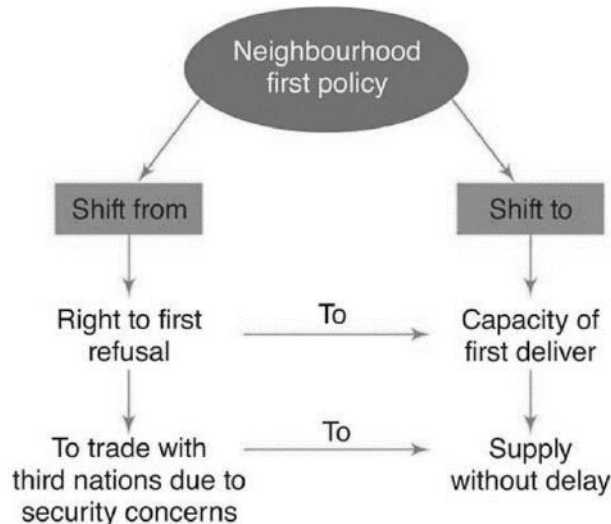 Neighbourhood
first policy
Shift from
Shift to
Right to first
refusal
To
Capacity of
first deliver
To trade with
third nations due to
security concerns
To
Supply
without delay